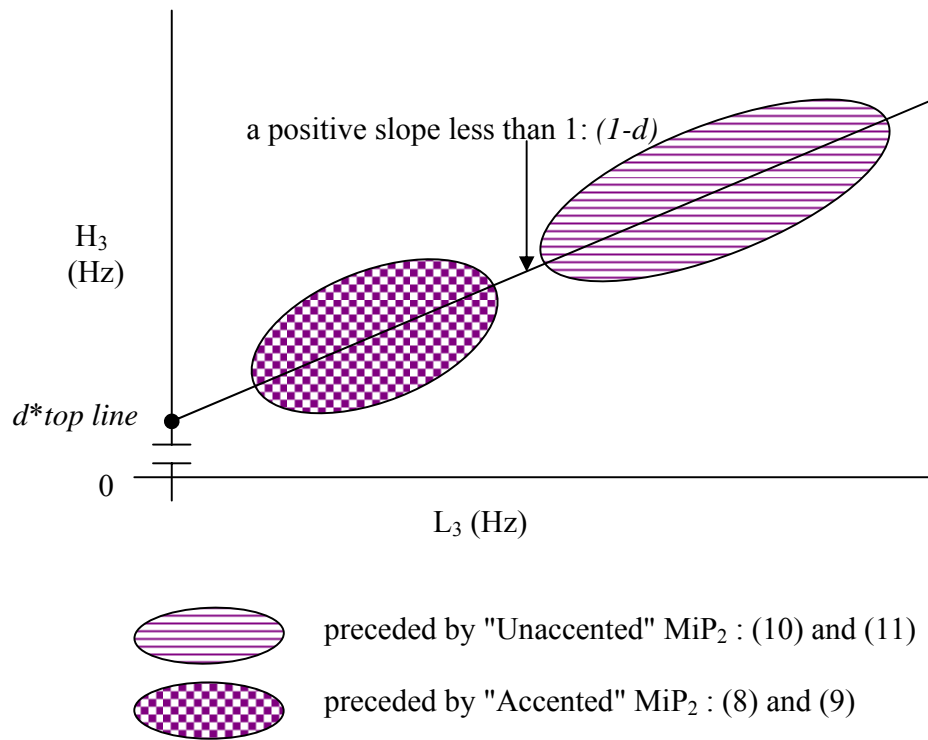 a positive slope less than 1: (1-d)
H₃
(Hz)
d*top line
0
L₃ (Hz)
preceded by "Unaccented" MiP₂ : (10) and (11)
preceded by "Accented" MiP₂ : (8) and (9)